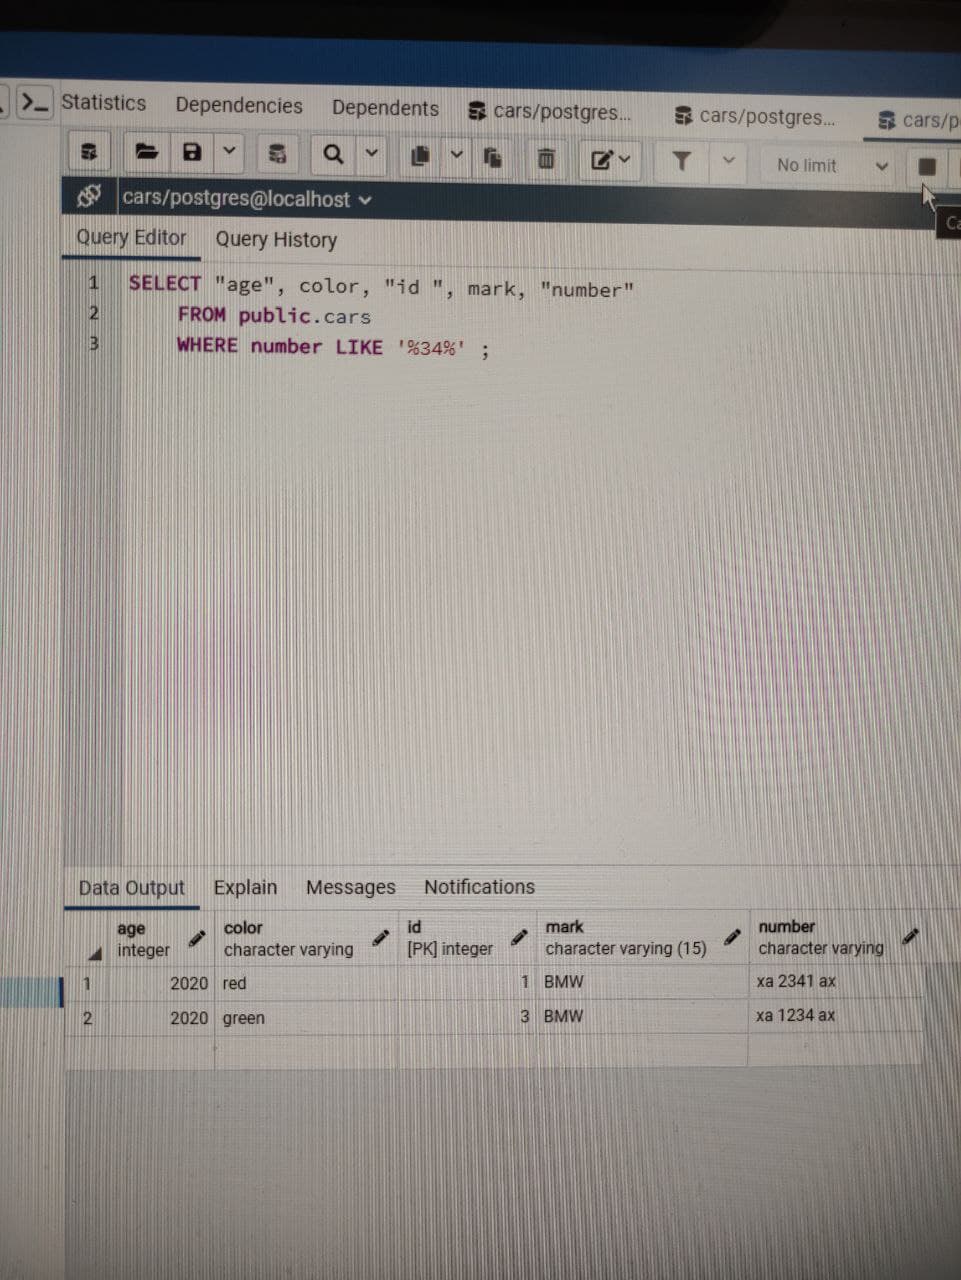 Statistics Dependencies Dependents cars/postgres... cars/postgres... cars/p
No limit
cars/postgres@localhost
Ca
Query Editor Query History
1 SELECT "age", color, "id ", mark, "number"
2 FROM public.cars
3 WHERE number LIKE '%34%' ;
Data Output Explain Messages Notifications
age color id mark number
integer character varying [PK] integer character varying (15) character varying
1 2020 red 1 BMW xa 2341 ax
2 2020 green 3 BMW xa 1234 ax